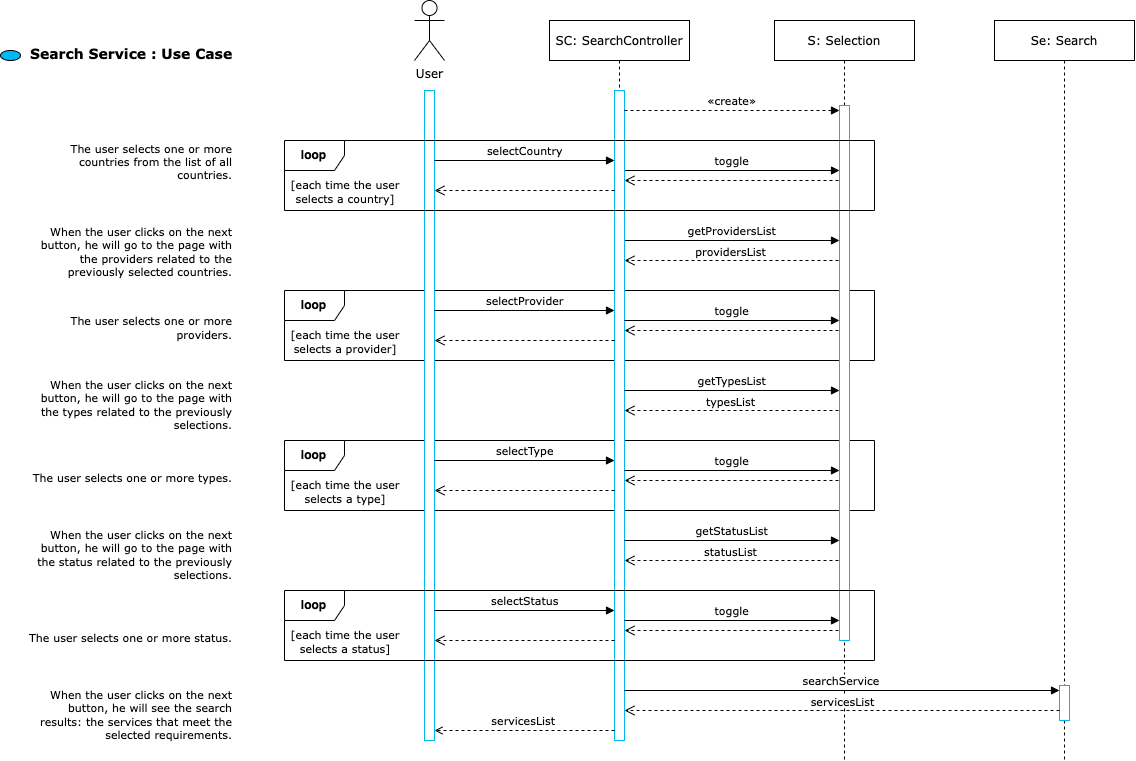 Search Service : Use Case
User
SC: SearchController
S: Selection
Se: Search
«create»
The user selects one or more
countries from the list of all
countries.
loop
[each time the user
selects a country]
selectCountry
toggle
When the user clicks on the next
button, he will go to the page with
the providers related to the
previously selected countries.
getProvidersList
providersList
The user selects one or more
providers.
loop
[each time the user
selects a provider]
selectProvider
toggle
When the user clicks on the next
button, he will go to the page with
the types related to the previously
selections.
getTypesList
typesList
The user selects one or more types.
loop
[each time the user
selects a type]
selectType
toggle
When the user clicks on the next
button, he will go to the page with
the status related to the previously
selections.
getStatusList
statusList
The user selects one or more status.
loop
[each time the user
selects a status]
selectStatus
toggle
When the user clicks on the next
button, he will see the search
results: the services that meet the
selected requirements.
searchService
servicesList
servicesList